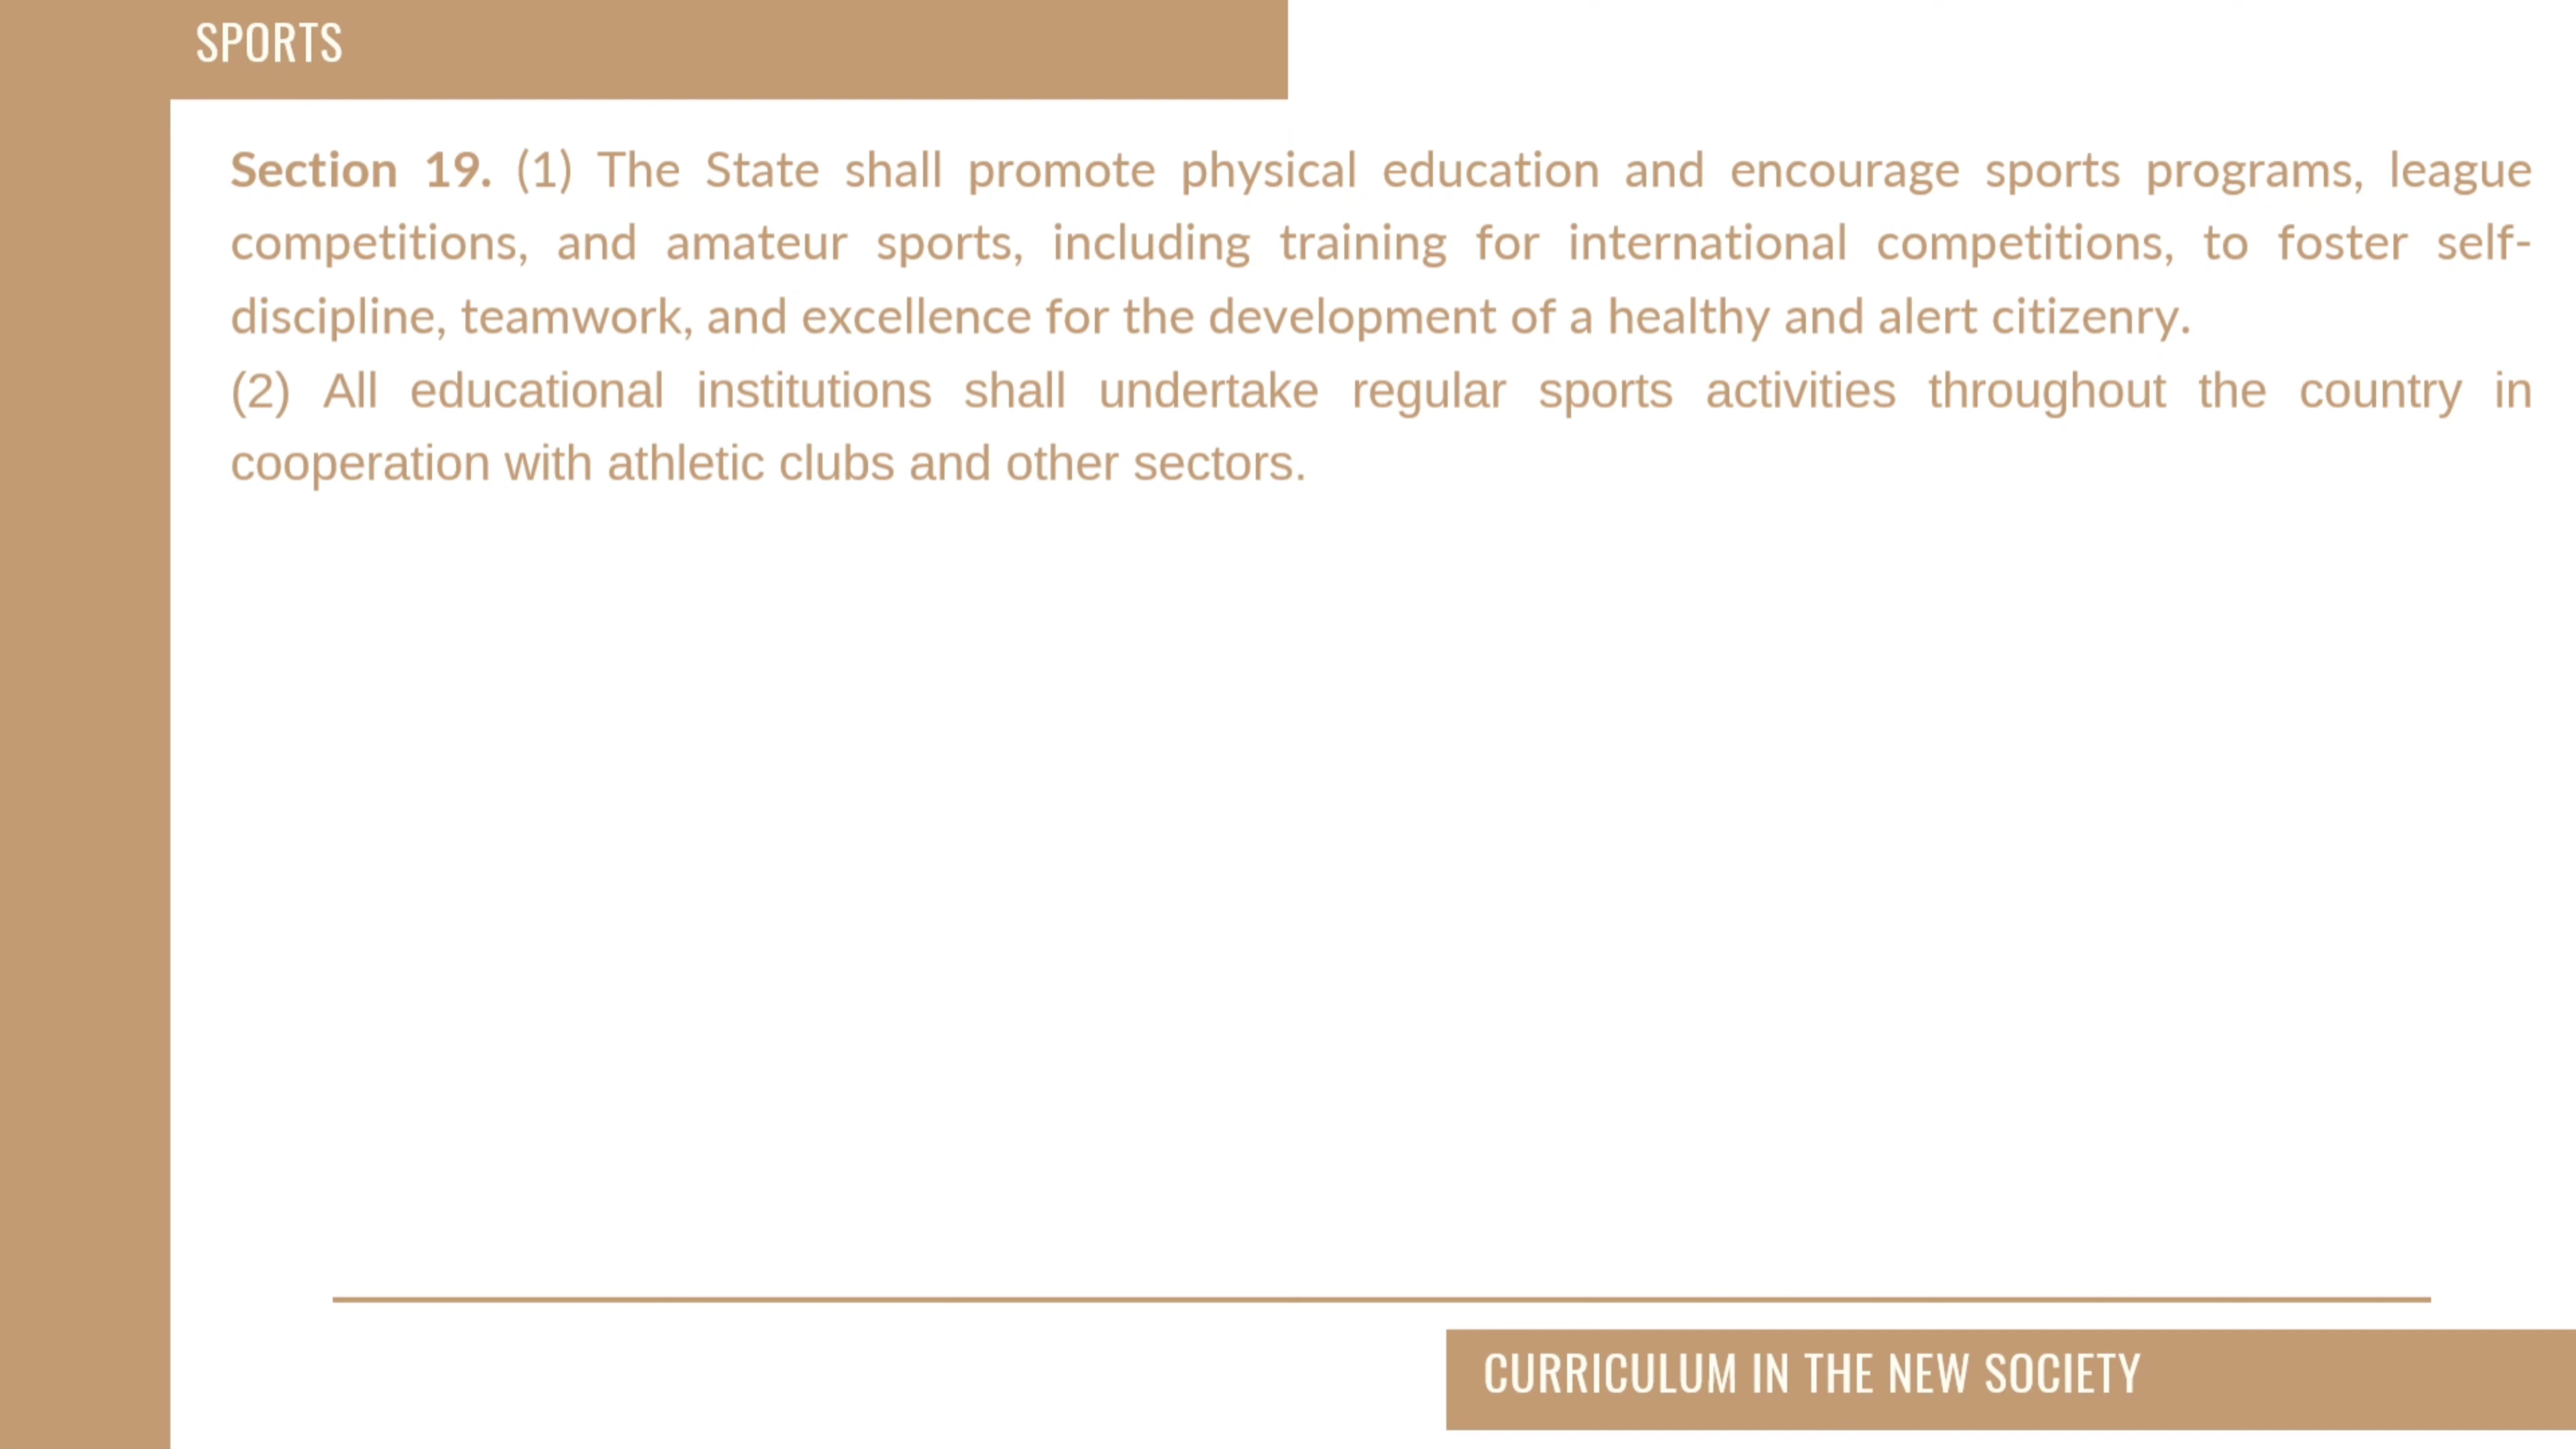 SPORTS
Section 19. (1) The State shall promote physical education and encourage sports programs, league
competitions, and amateur sports, including training for international competitions, to foster self-
discipline, teamwork, and excellence for the development of a healthy and alert citizenry.
(2) All educational institutions shall undertake regular sports activities throughout the country in
cooperation with athletic clubs and other sectors.
CURRICULUM IN THE NEW SOCIETY